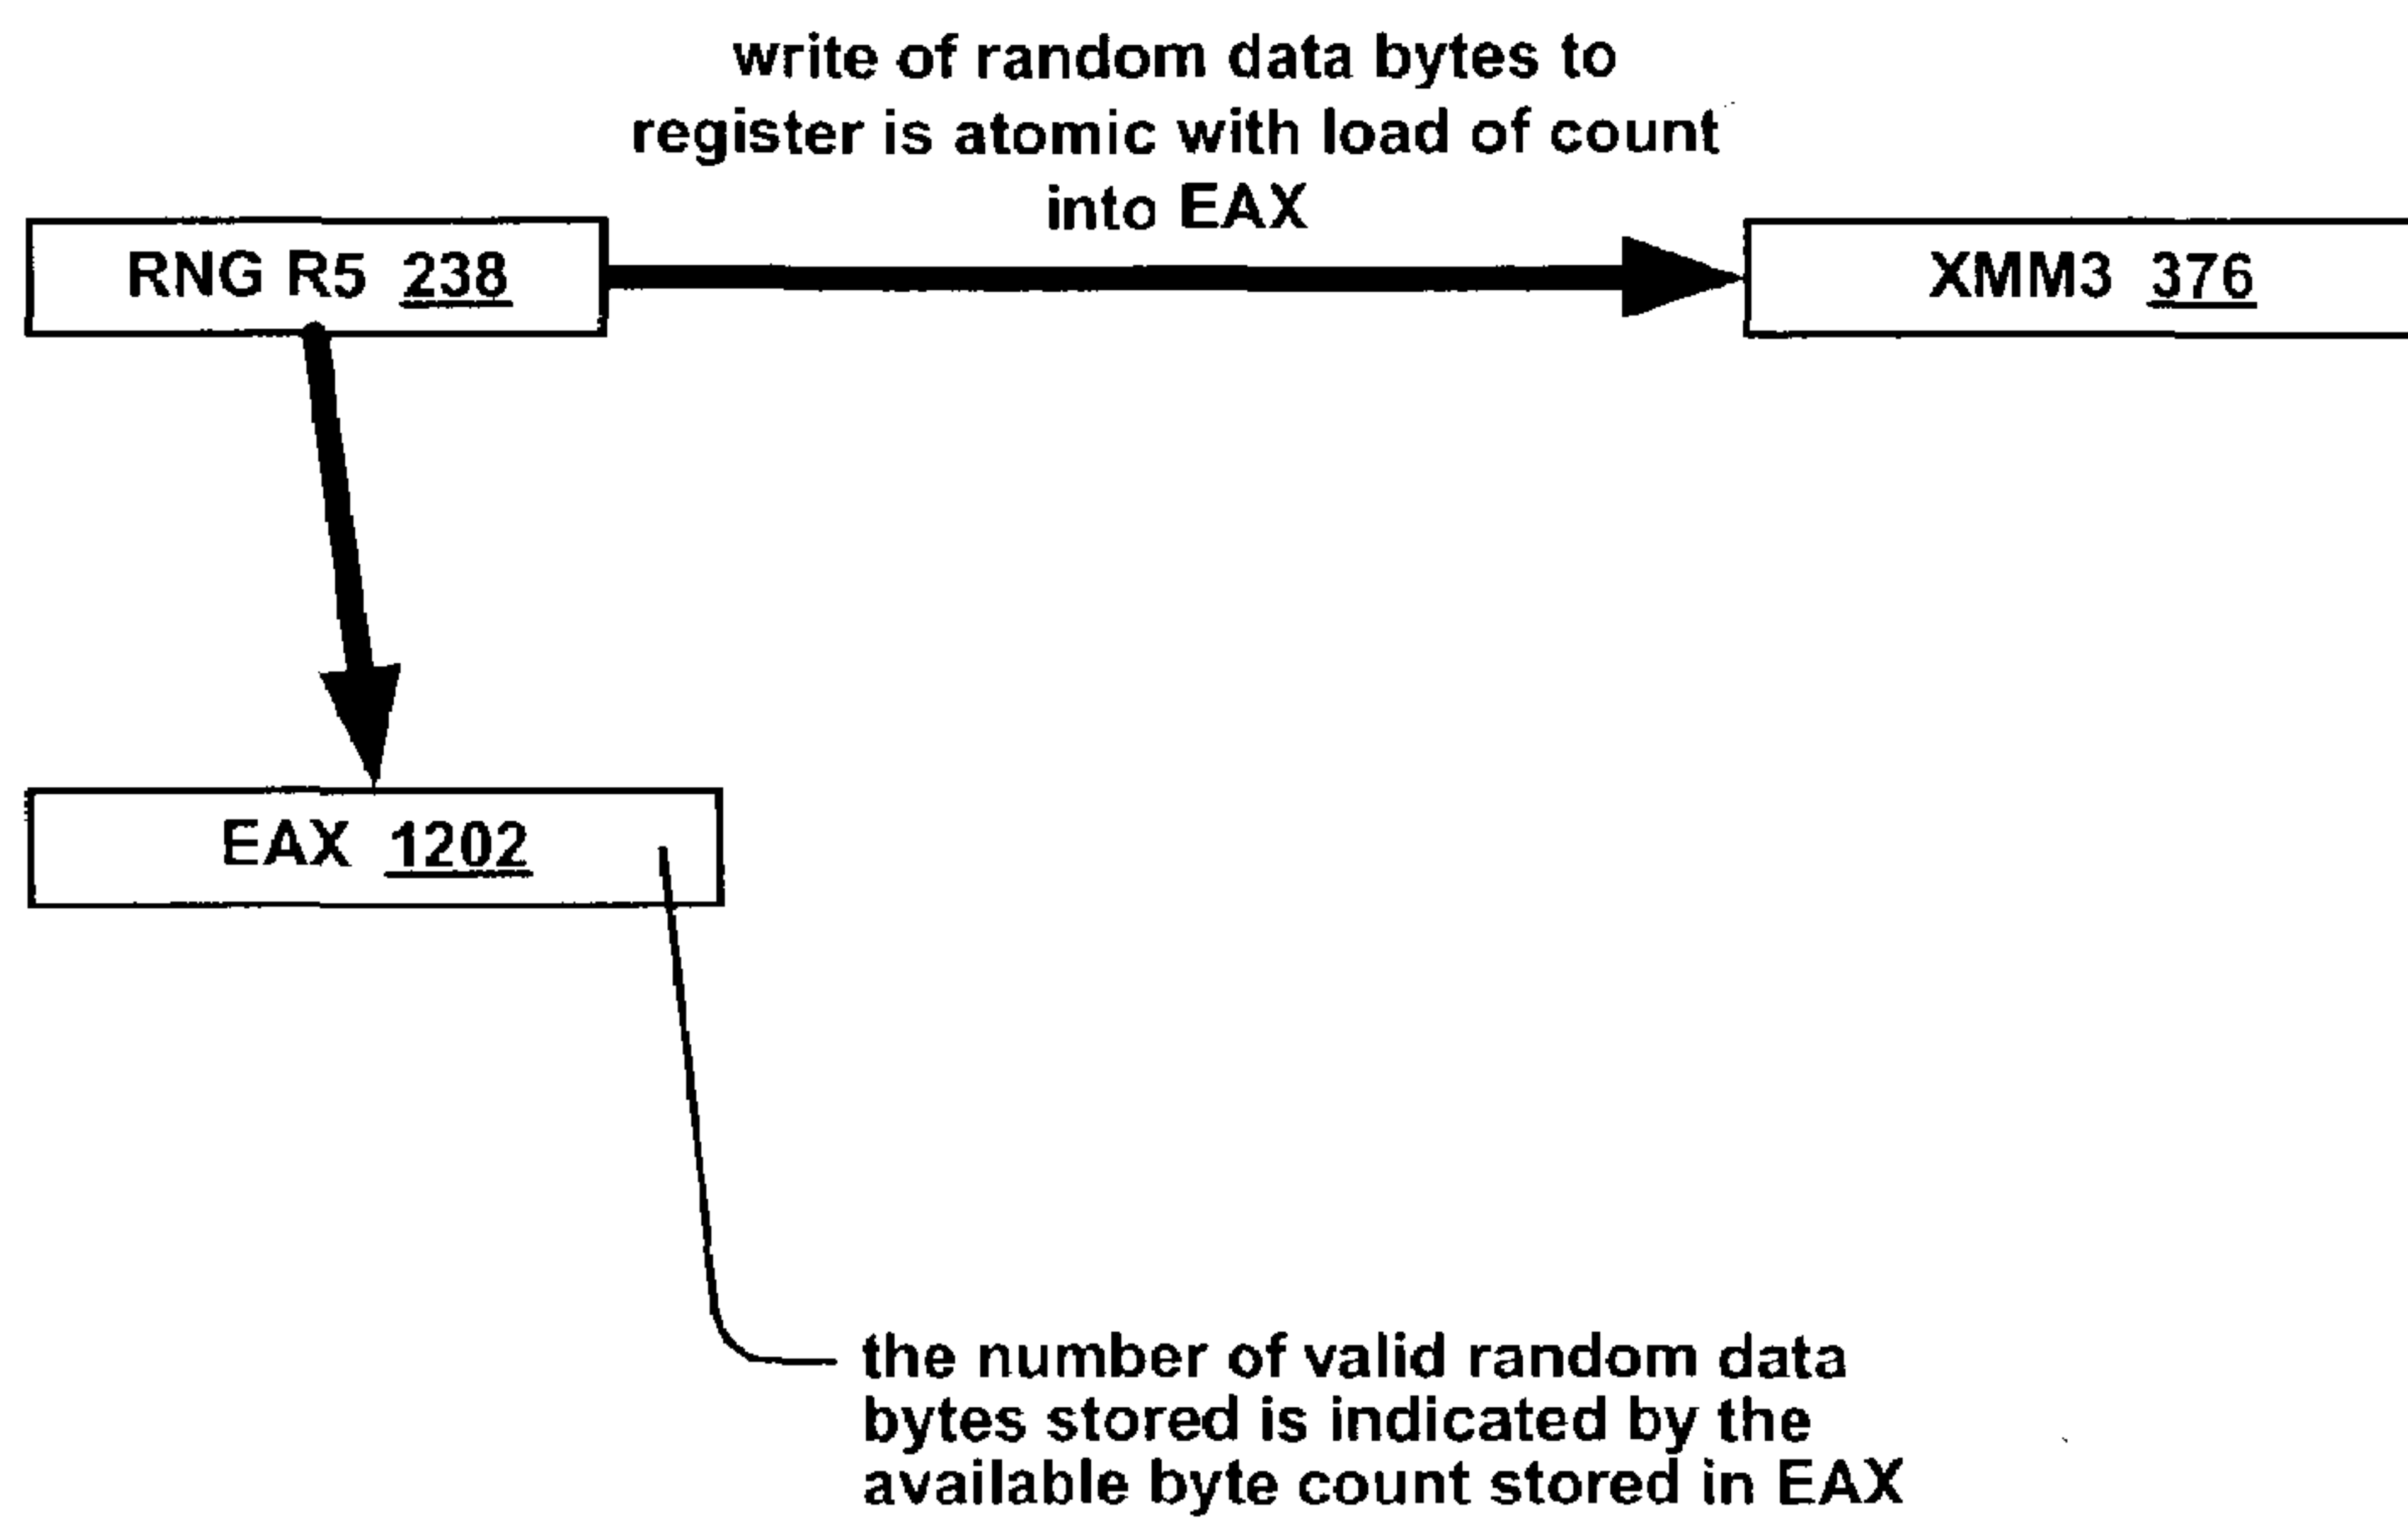 write of random data bytes to
register is atomic with load of count
into EAX
RNG R5 238
XMM3 376
EAX 1202
the number of valid random data
bytes stored is indicated by the
available byte count stored in EAX